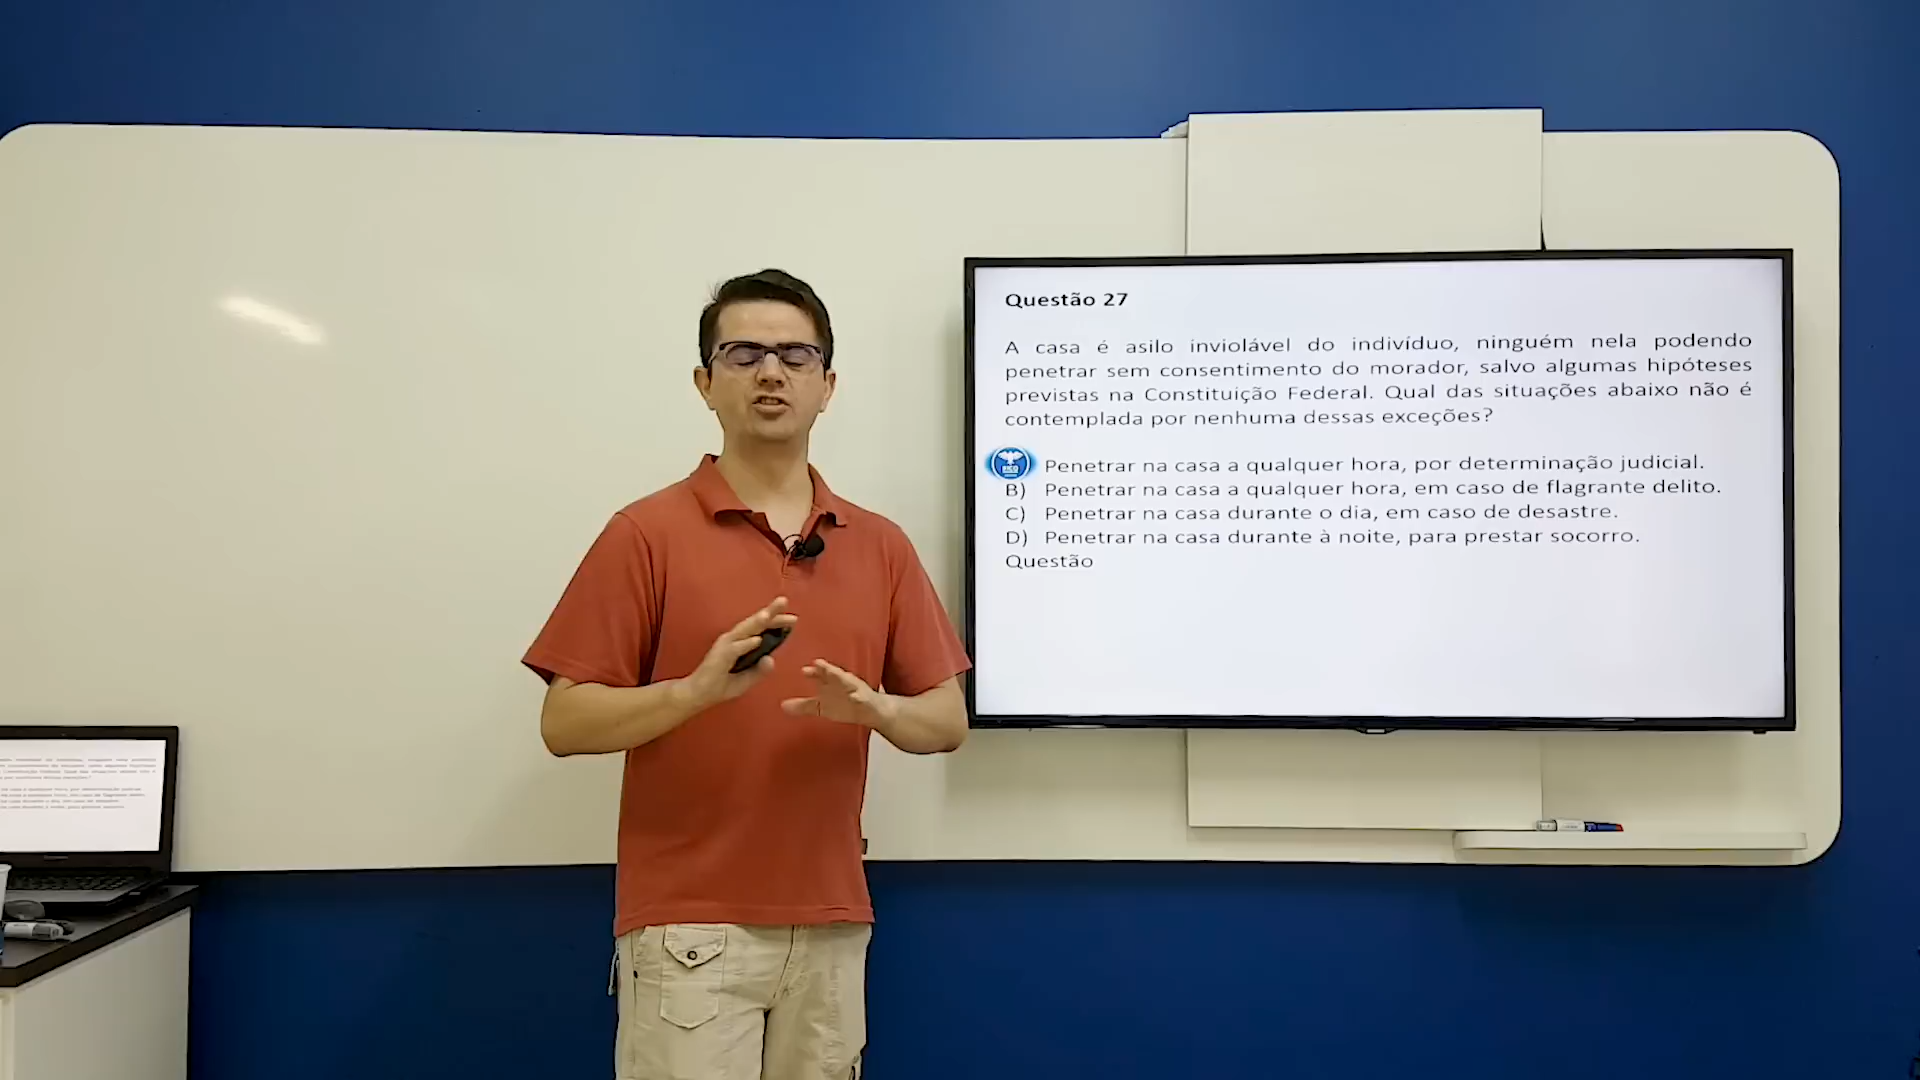 Questão 27
A casa é asilo inviolável do indivíduo, ninguém nela podendo
penetrar sem consentimento do morador, salvo algumas hipóteses
previstas na Constituição Federal. Qual das situações abaixo não é
contemplada por nenhuma dessas exceções?
Penetrar na casa a qualquer hora, por determinação judicial.
B) Penetrar na casa a qualquer hora, em caso de flagrante delito.
C) Penetrar na casa durante o dia, em caso de desastre.
D) Penetrar na casa durante à noite, para prestar socorro.
Questão